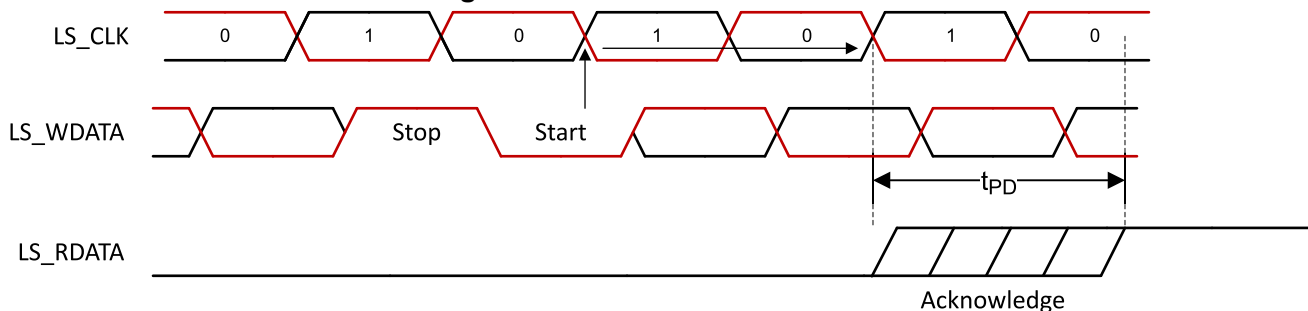 LS_CLK 0 1 0 1 0 1 0
LS_WDATA Stop Start
tPD
LS_RDATA
Acknowledge